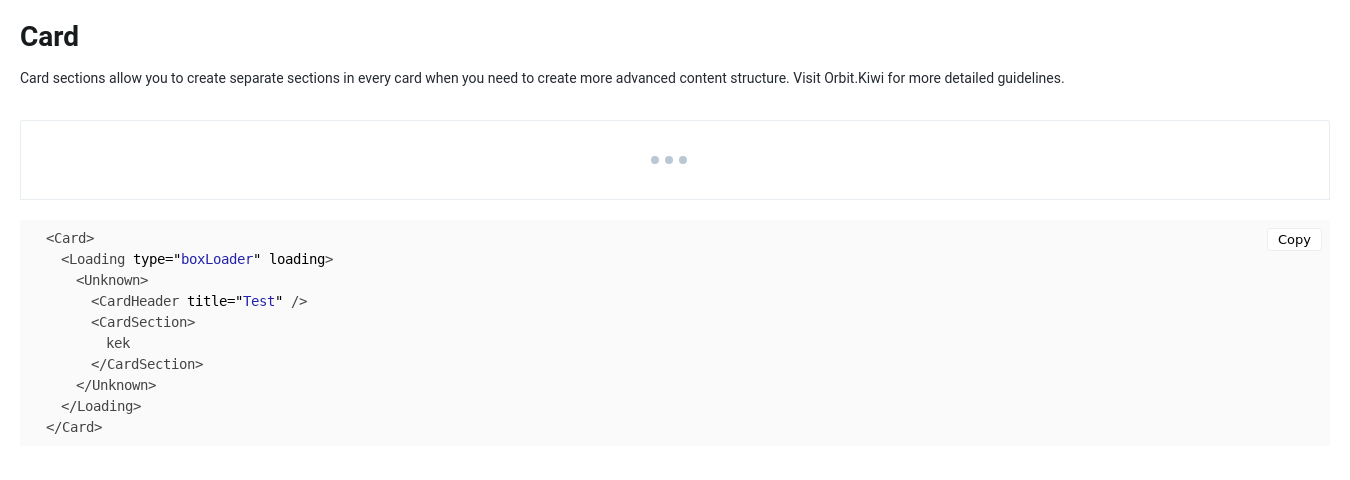 Card
Card sections allow you to create separate sections in every card when you need to create more advanced content structure. Visit Orbit.Kiwi for more detailed guidelines.
<Card>
Copy
<Loading type="boxLoader" loading>
<Unknown>
<CardHeader title="Test" />
<CardSection>
kek
</CardSection>
</Unknown>
</Loading>
</Card>